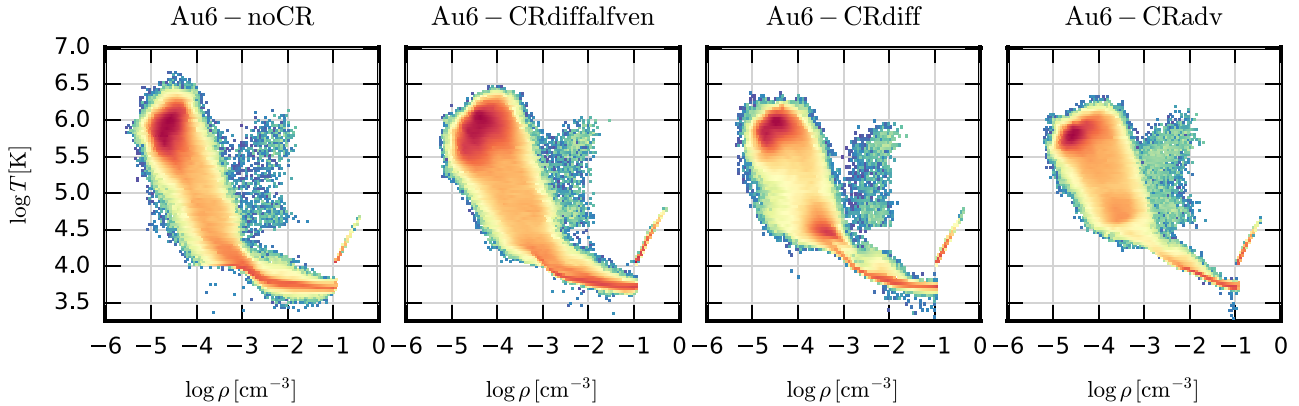 Au6 − noCR
Au6 − CRdiffalfven
Au6 − CRdiff
Au6 − CRadv
log T [K]
7.0
6.5
6.0
5.5
5.0
4.5
4.0
3.5
−6 −5 −4 −3 −2 −1 0
−6 −5 −4 −3 −2 −1 0
−6 −5 −4 −3 −2 −1 0
−6 −5 −4 −3 −2 −1 0
log ρ [cm⁻³]
log ρ [cm⁻³]
log ρ [cm⁻³]
log ρ [cm⁻³]